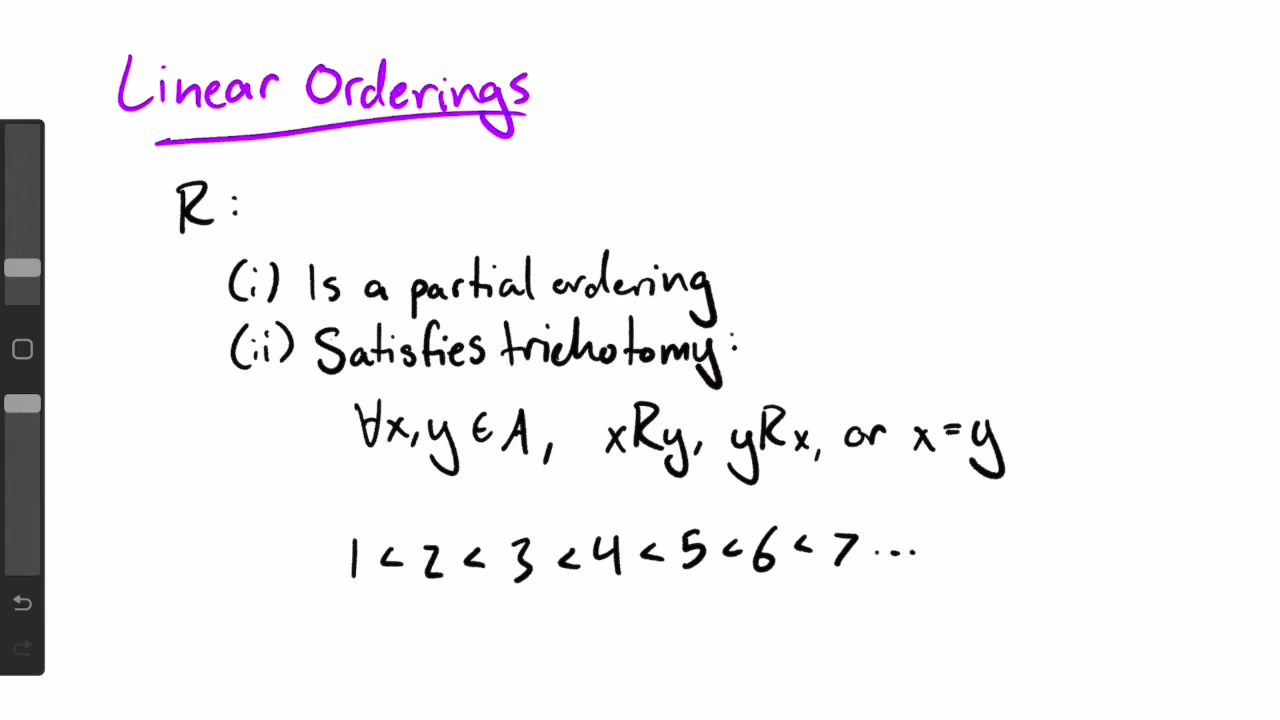 Linear Orderings
R:
(i) Is a partial ordering
(ii) Satisfies trichotomy:
∀x,y ∈ A, xRy, yRx, or x=y
1 < 2 < 3 < 4 < 5 < 6 < 7 ...